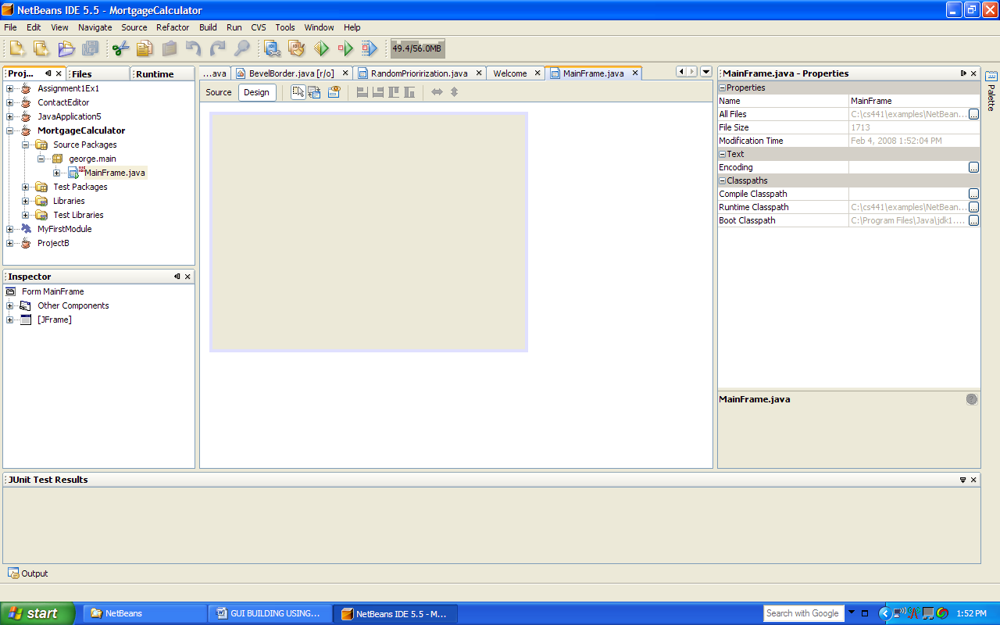 NetBeans IDE 5.5 - MortgageCalculator
File Edit View Navigate Source Refactor Build Run CVS Tools Window Help
49.4/56.0MB
Proj... Files Runtime
Assignment1Ex1
ContactEditor
JavaApplication5
MortgageCalculator
Source Packages
george.main
MainFrame.java
Test Packages
Libraries
Test Libraries
MyFirstModule
ProjectB
Inspector
Form MainFrame
Other Components
[JFrame]
...ava BevelBorder.java [r/o] RandomPriorirization.java Welcome MainFrame.java
Source Design
MainFrame.java - Properties
Properties
Name MainFrame
All Files C:\cs441\examples\NetBean... ...
File Size 1713
Modification Time Feb 4, 2008 1:52:04 PM
Text
Encoding ...
Classpaths
Compile Classpath ...
Runtime Classpath C:\cs441\examples\NetBean... ...
Boot Classpath C:\Program Files\Java\jdk1.... ...
MainFrame.java
?
Palette
JUnit Test Results
Output
start NetBeans GUI BUILDING USING... NetBeans IDE 5.5 - M... Search with Google 1:52 PM